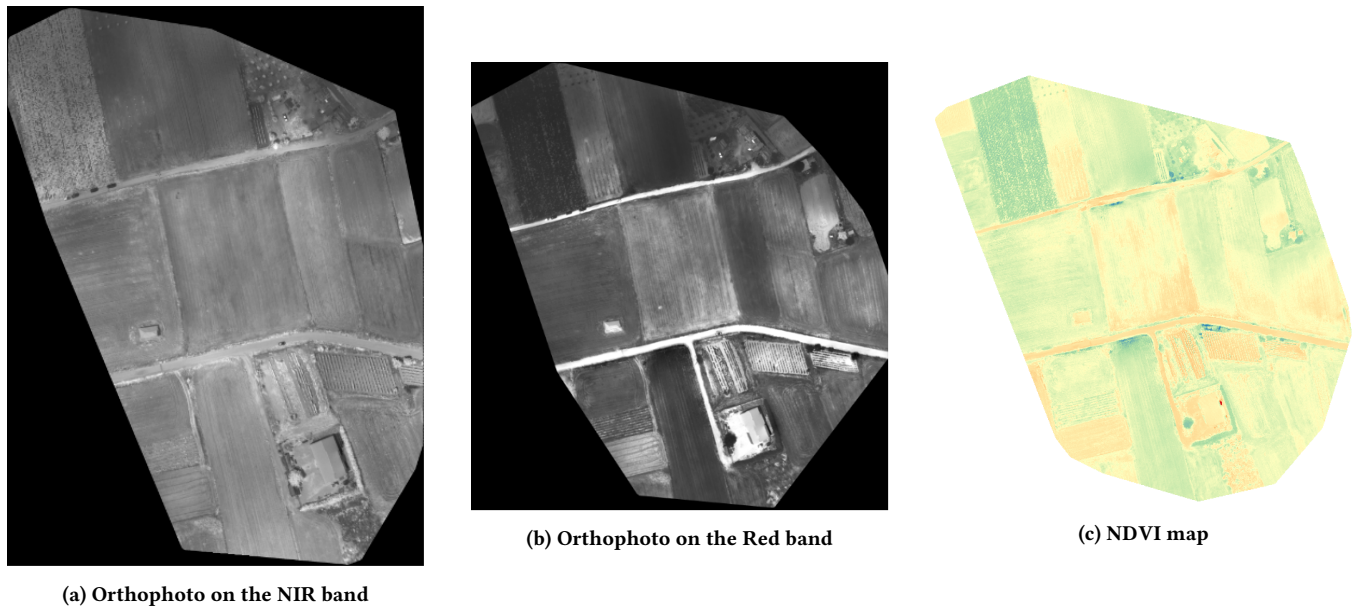 (a) Orthophoto on the NIR band
(b) Orthophoto on the Red band
(c) NDVI map